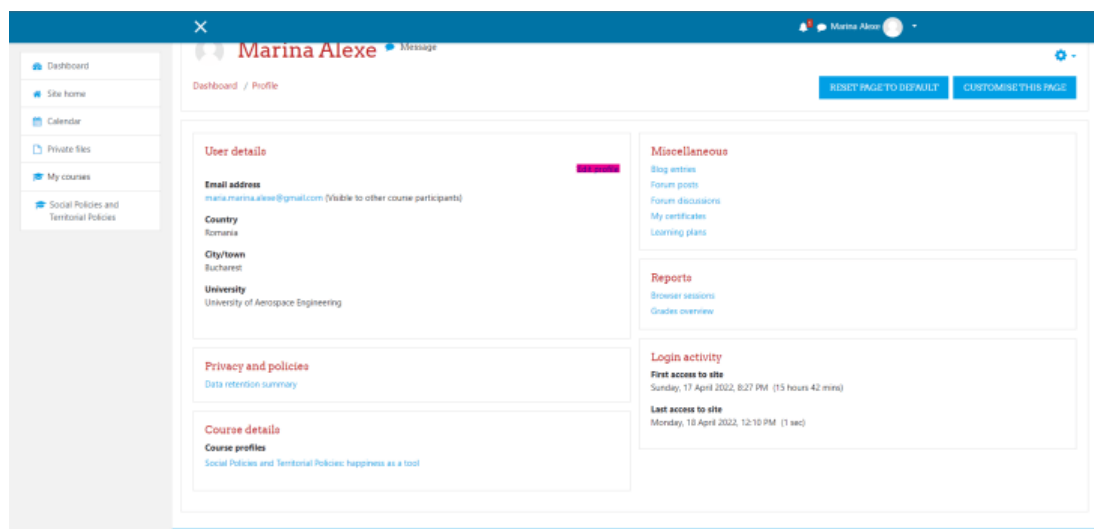 Marina Alexe
Dashboard
Site home
Calendar
Private files
My courses
Social Policies and
Territorial Policies
Marina Alexe
Message
Dashboard / Profile
RESET PAGE TO DEFAULT
CUSTOMISE THIS PAGE
User details
Edit profile
Email address
maria.marina.alexe@gmail.com (Visible to other course participants)
Country
Romania
City/town
Bucharest
University
University of Aerospace Engineering
Privacy and policies
Data retention summary
Course details
Course profiles
Social Policies and Territorial Policies: happiness as a tool
Miscellaneous
Blog entries
Forum posts
Forum discussions
My certificates
Learning plans
Reports
Browser sessions
Grades overview
Login activity
First access to site
Sunday, 17 April 2022, 8:27 PM (15 hours 42 mins)
Last access to site
Monday, 18 April 2022, 12:10 PM (1 sec)